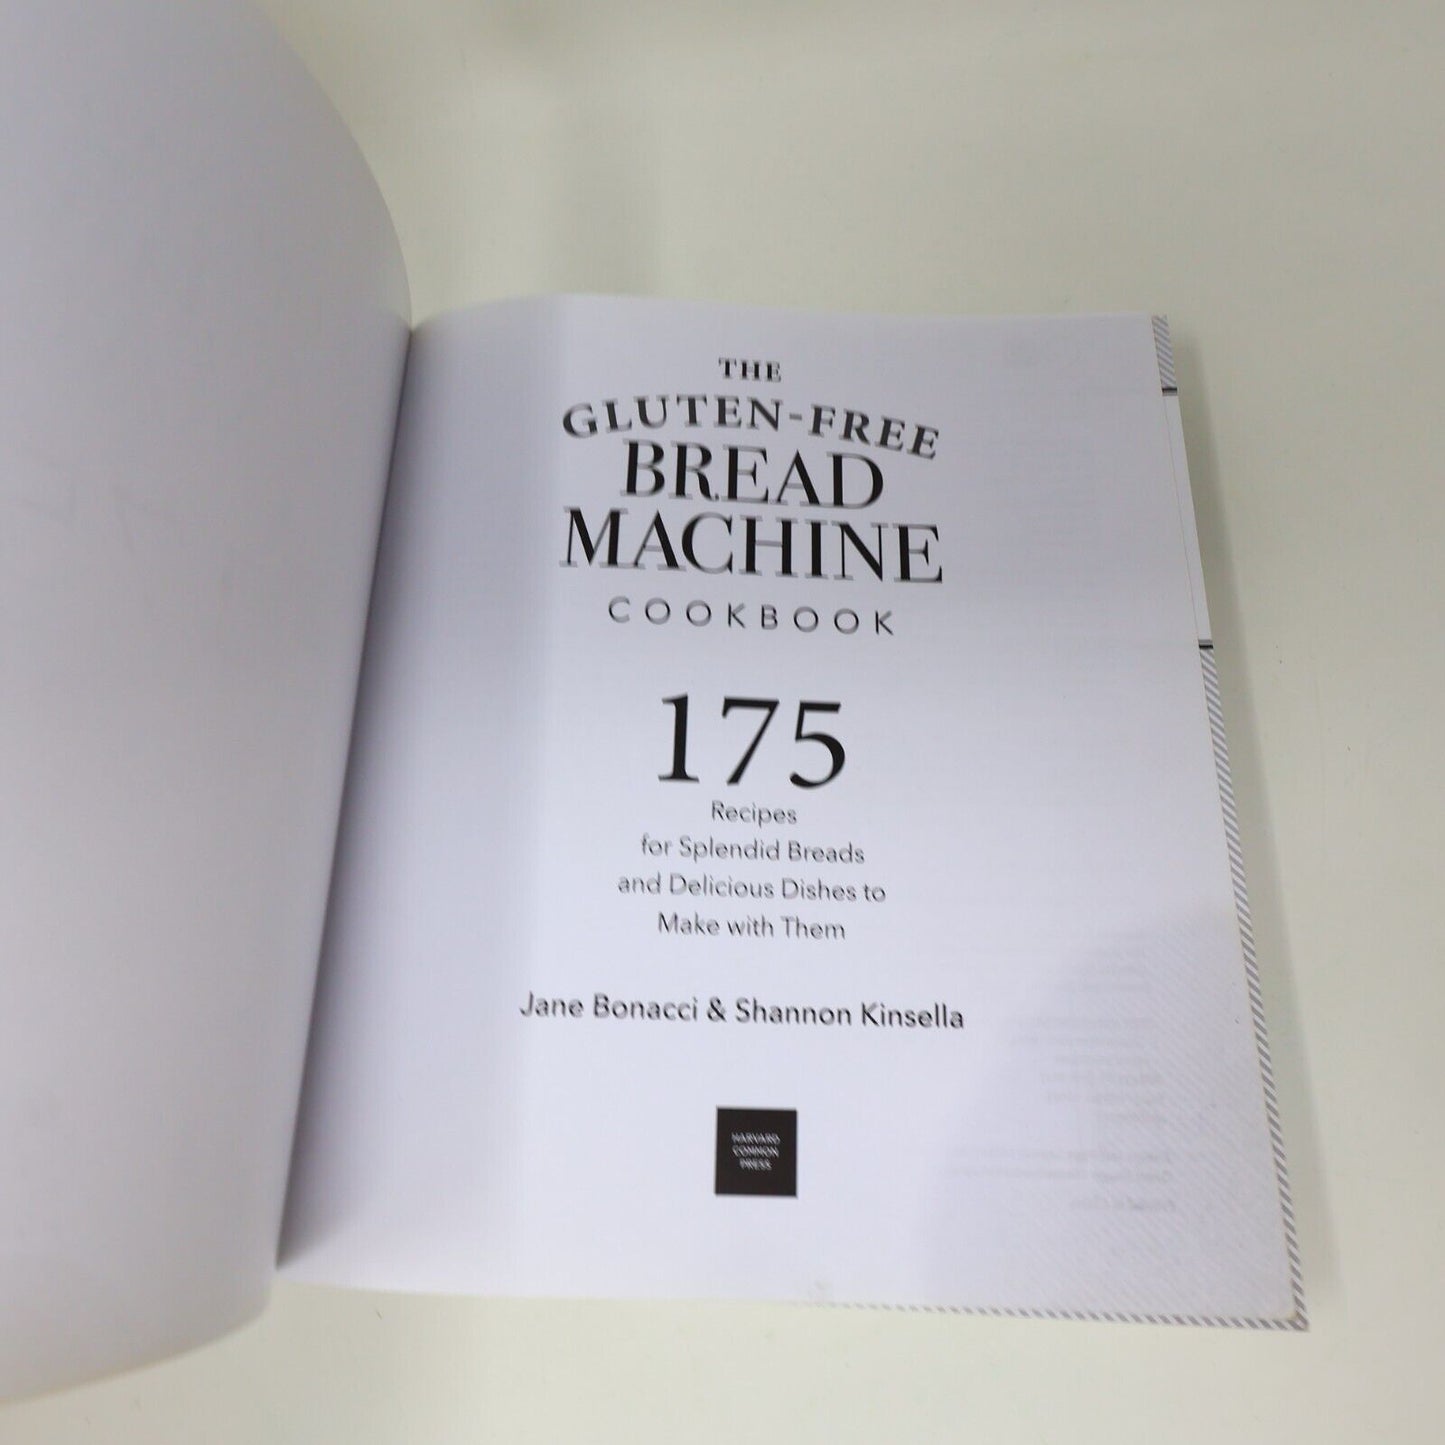 THE
GLUTEN-FREE
BREAD
MACHINE
COOKBOOK
175
Recipes
for Splendid Breads
and Delicious Dishes to
Make with Them
Jane Bonacci & Shannon Kinsella
HARVARD
COMMON
PRESS